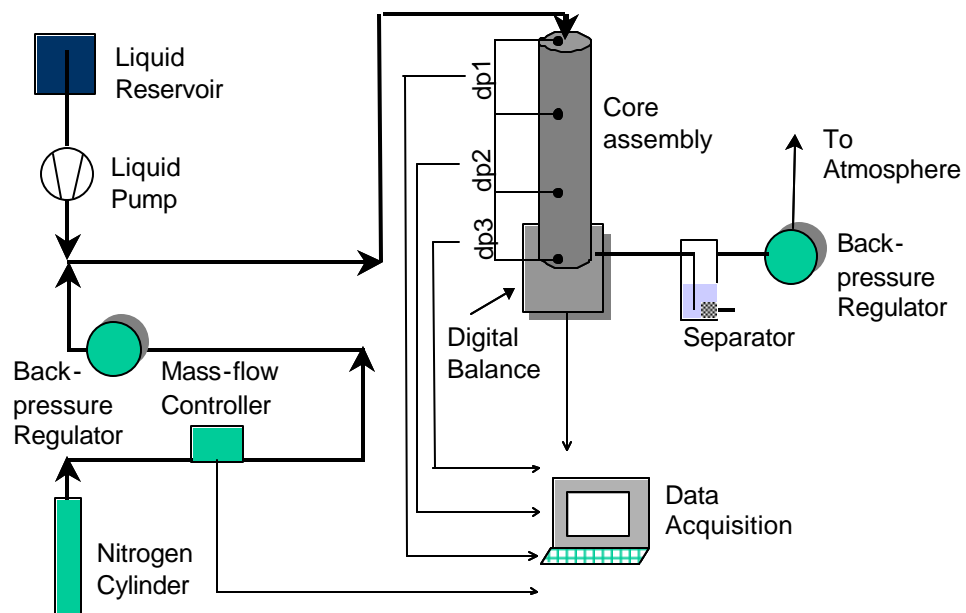 Liquid
Reservoir
Liquid
Pump
dp1
dp2
dp3
Core
assembly
To
Atmosphere
Back-
pressure
Regulator
Separator
Digital
Balance
Back-
pressure
Regulator
Mass-flow
Controller
Nitrogen
Cylinder
Data
Acquisition